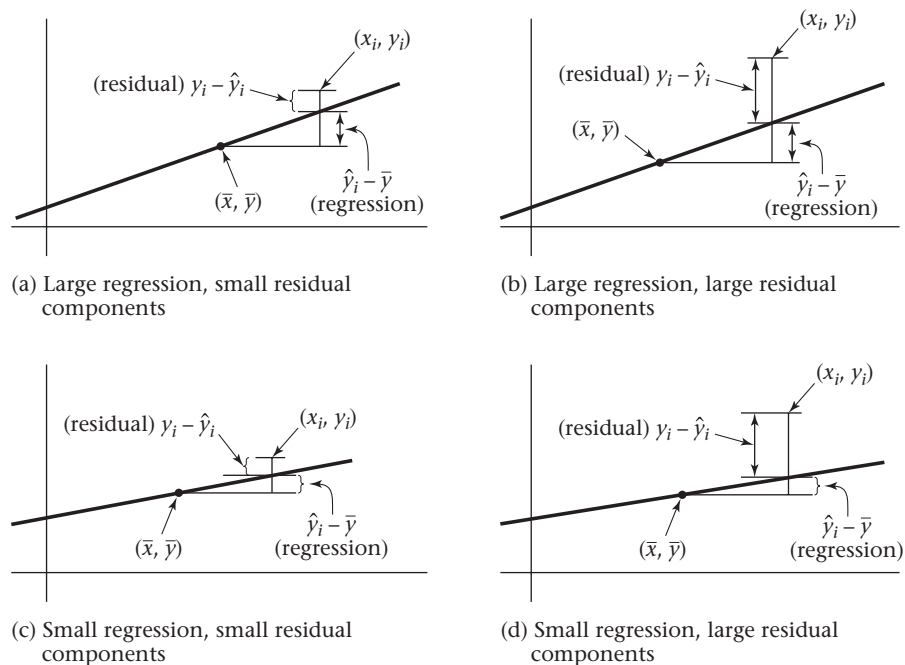 (xᵢ, yᵢ)
(residual) yᵢ – ŷᵢ
(x̅, y̅)
ŷᵢ – y̅
(regression)
(a) Large regression, small residual
components
(xᵢ, yᵢ)
(residual) yᵢ – ŷᵢ
(x̅, y̅)
ŷᵢ – y̅
(regression)
(b) Large regression, large residual
components
(residual) yᵢ – ŷᵢ
(xᵢ, yᵢ)
(x̅, y̅)
ŷᵢ – y̅
(regression)
(c) Small regression, small residual
components
(xᵢ, yᵢ)
(residual) yᵢ – ŷᵢ
(x̅, y̅)
ŷᵢ – y̅
(regression)
(d) Small regression, large residual
components